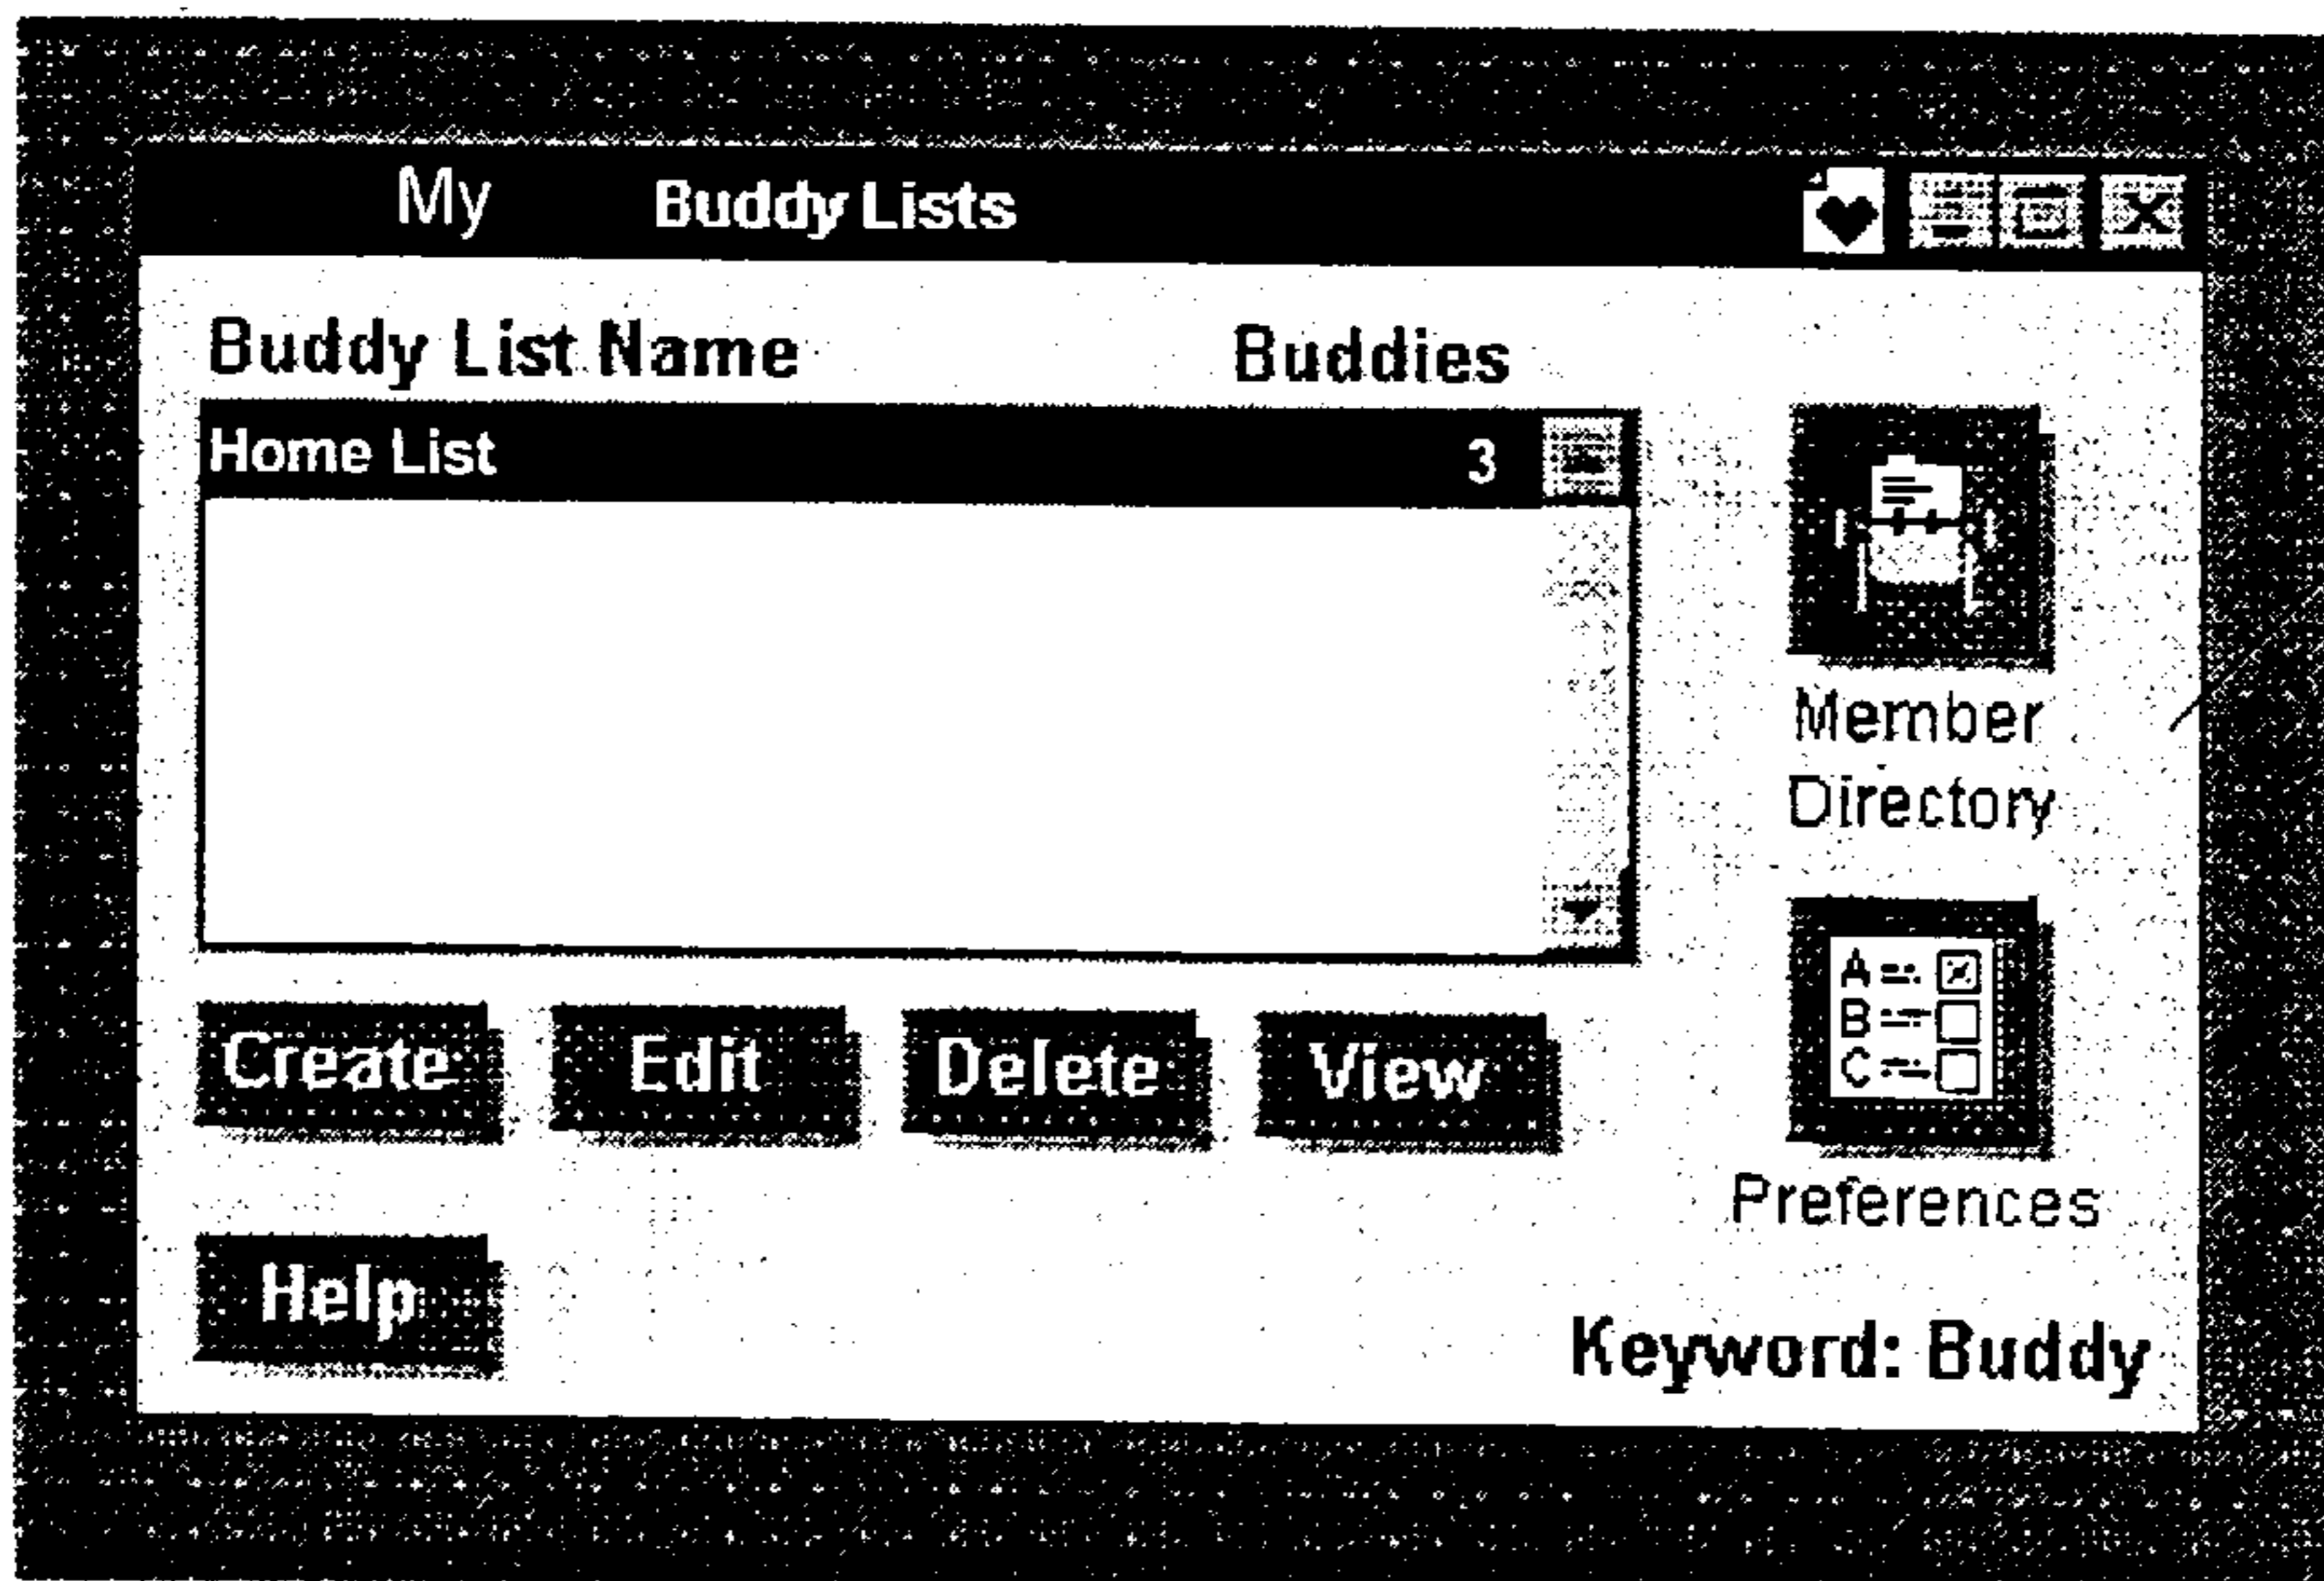 My Buddy Lists
Buddy List Name Buddies
Home List 3
Member
Directory
A
B
C
Create Edit Delete View
Preferences
Help
Keyword: Buddy